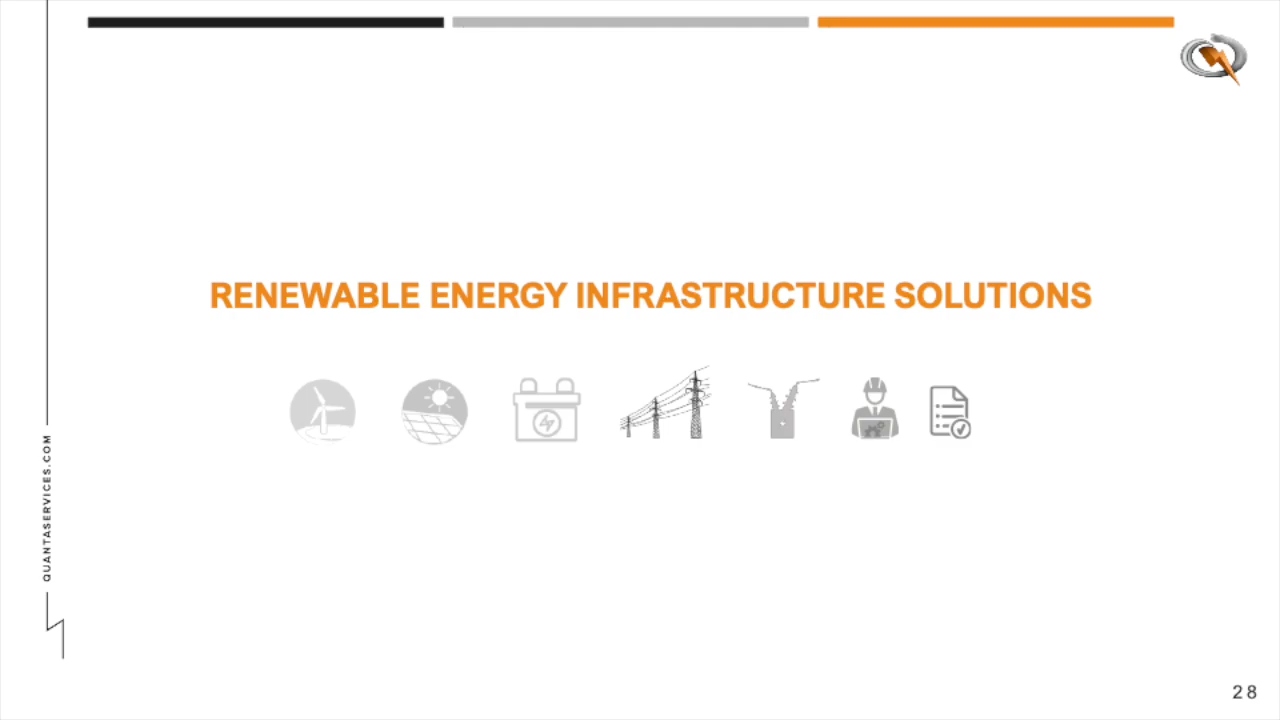 RENEWABLE ENERGY INFRASTRUCTURE SOLUTIONS
QUANTASERVICES.COM
28